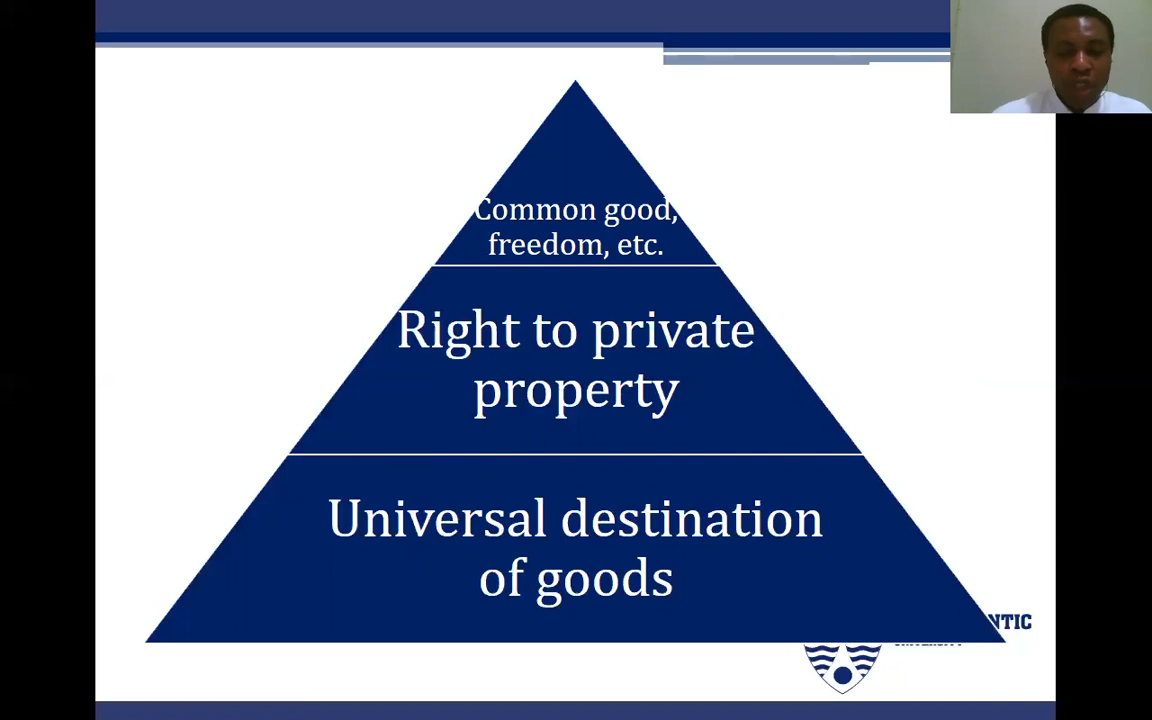 Common good,
freedom, etc.
Right to private
property
Universal destination
of goods